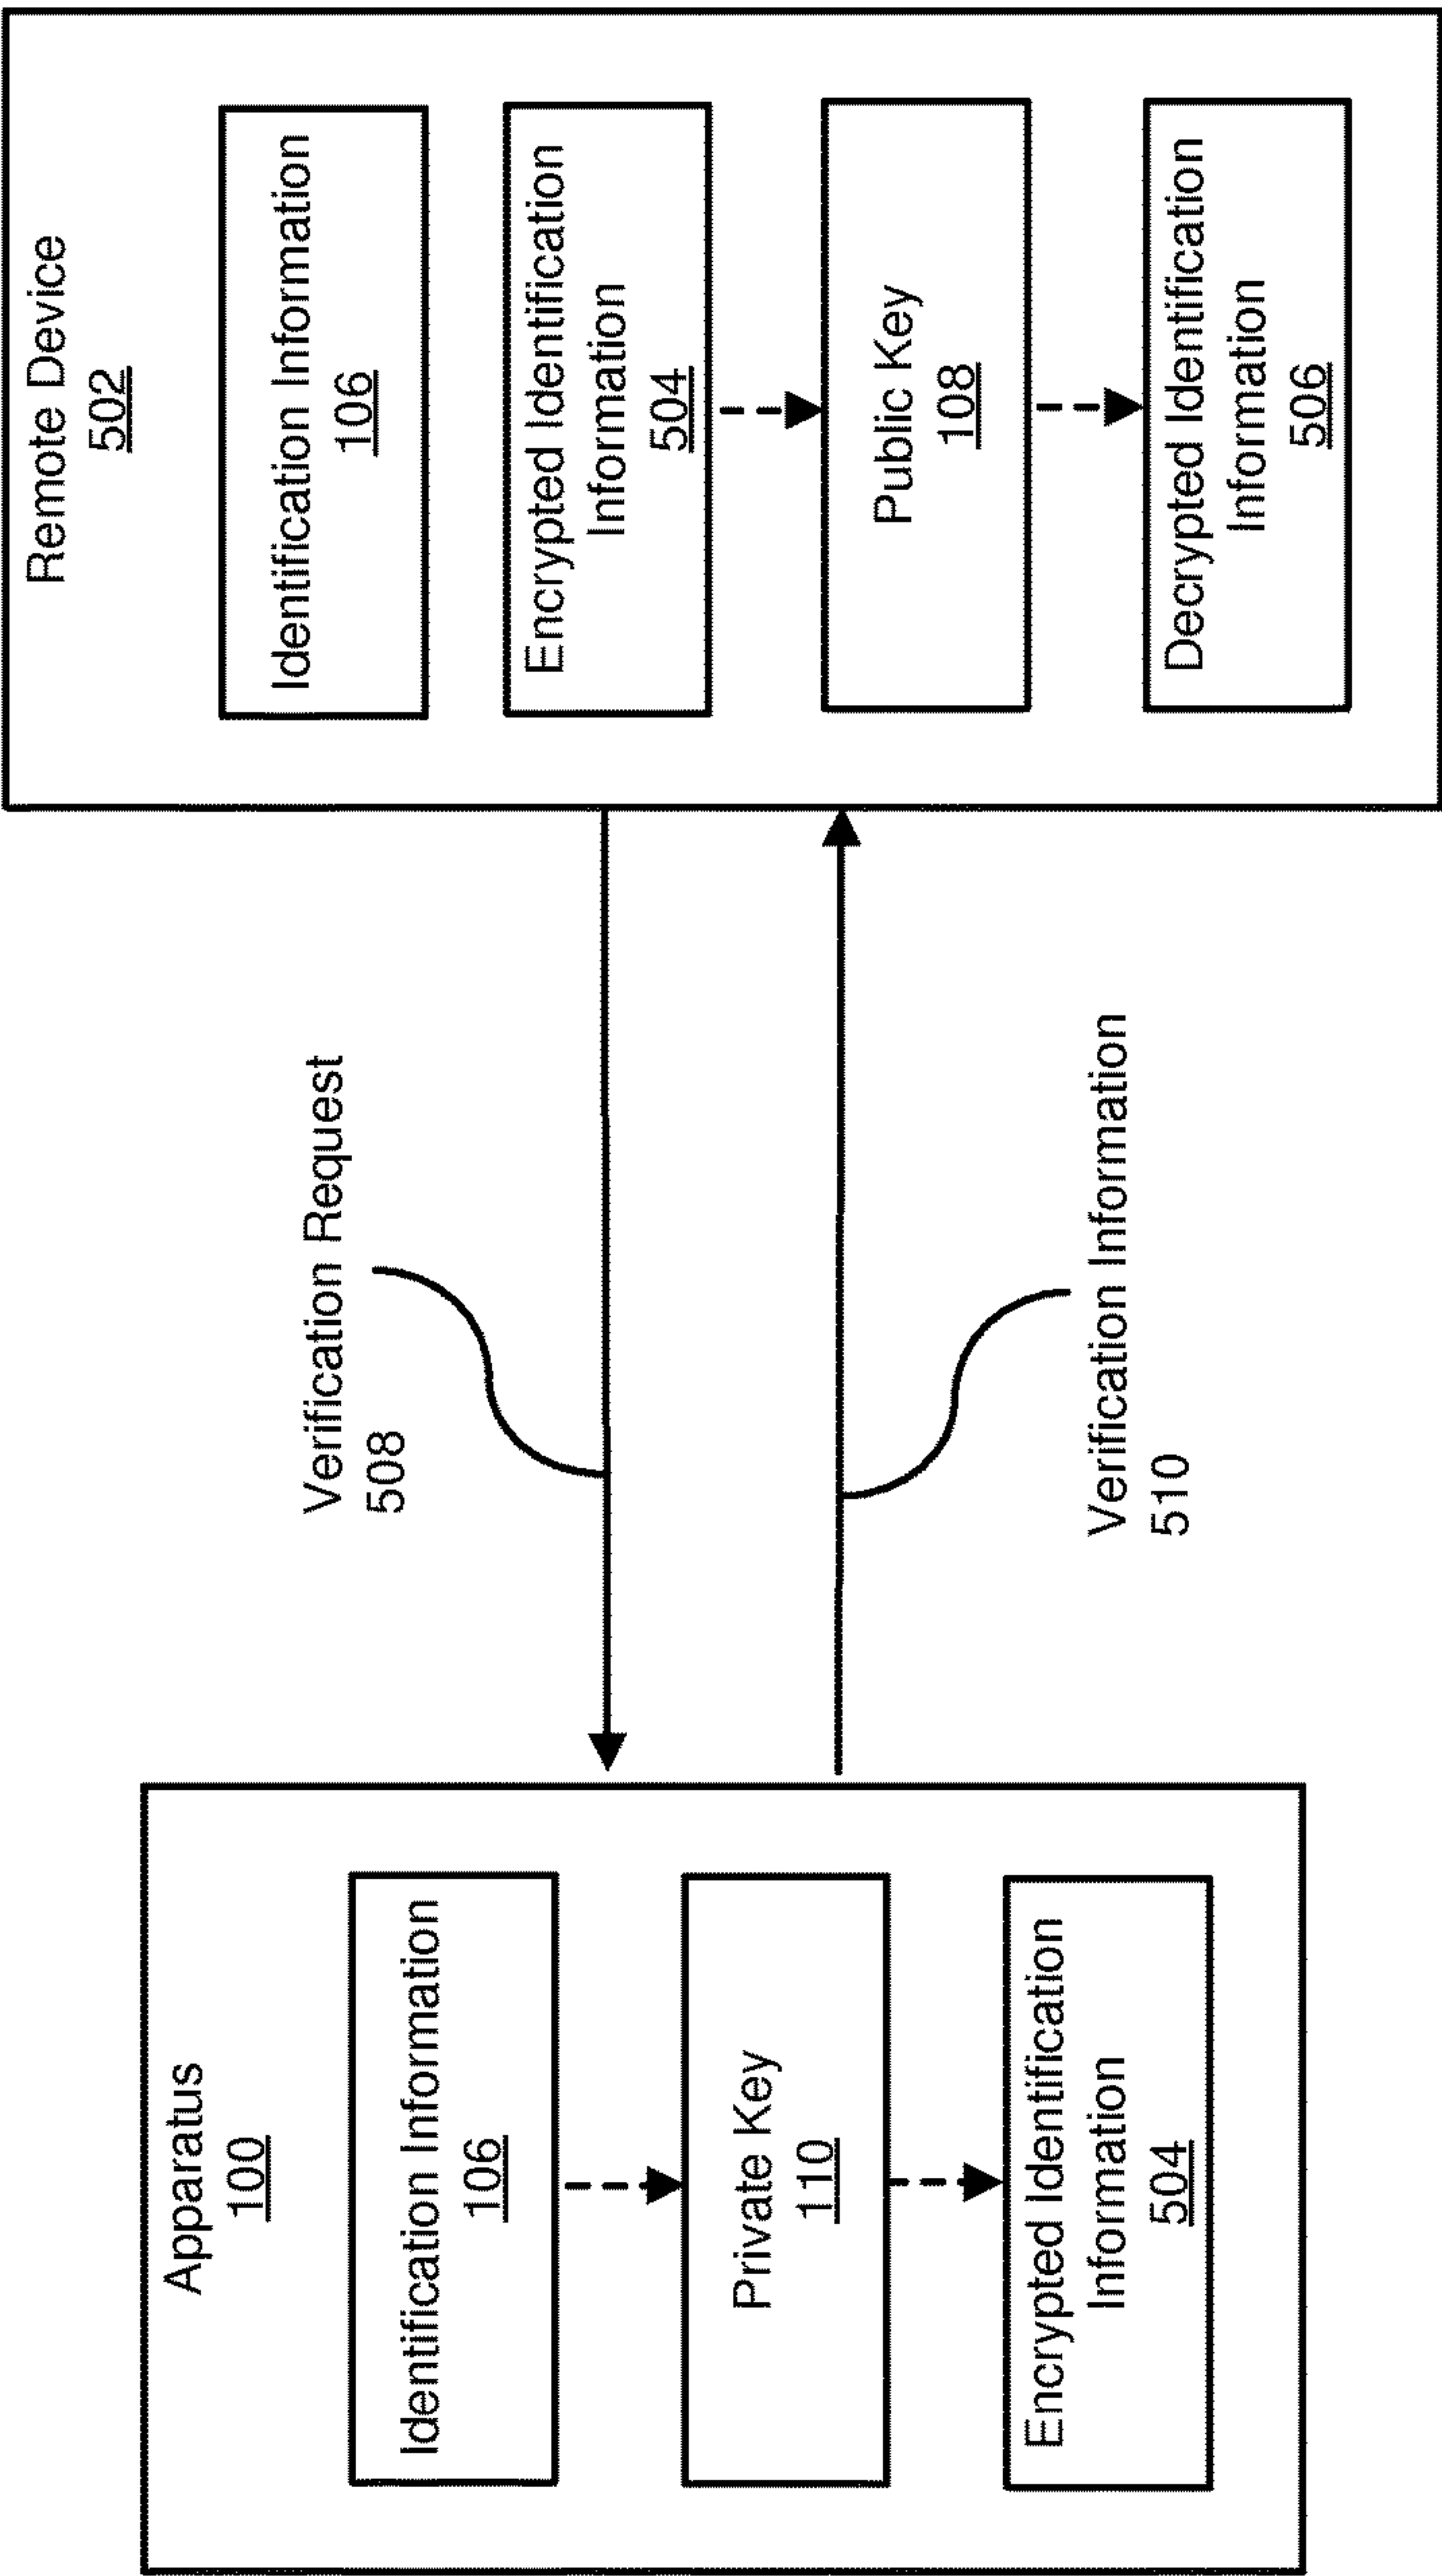 Apparatus
100
Identification Information
106
Private Key
110
Encrypted Identification
Information
504
Verification Request
508
Verification Information
510
Remote Device
502
Identification Information
106
Encrypted Identification
Information
504
Public Key
108
Decrypted Identification
Information
506